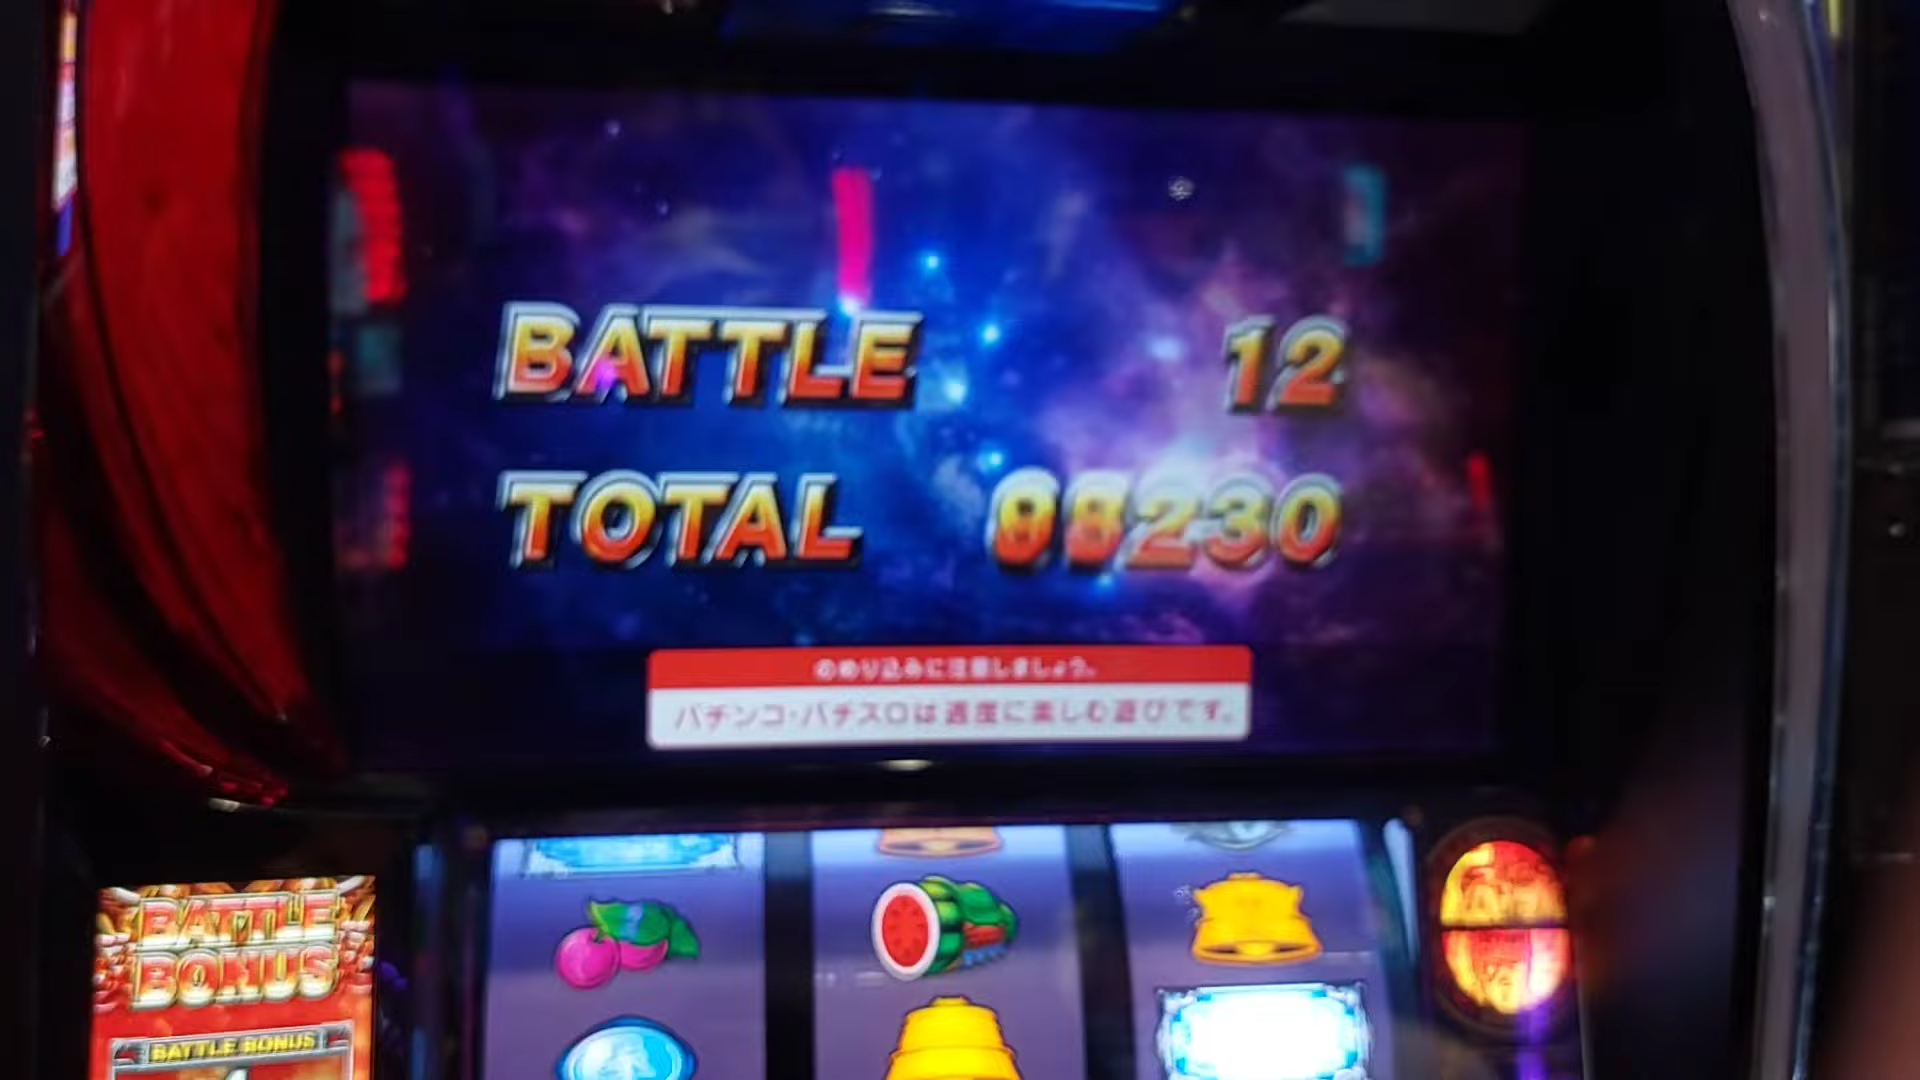 BATTLE 12
TOTAL
のめり込みに注意しましょう。
パチンコ・パチスロは適度に楽しむ遊びです。
BATTLE
BONUS
BATTLE BONUS